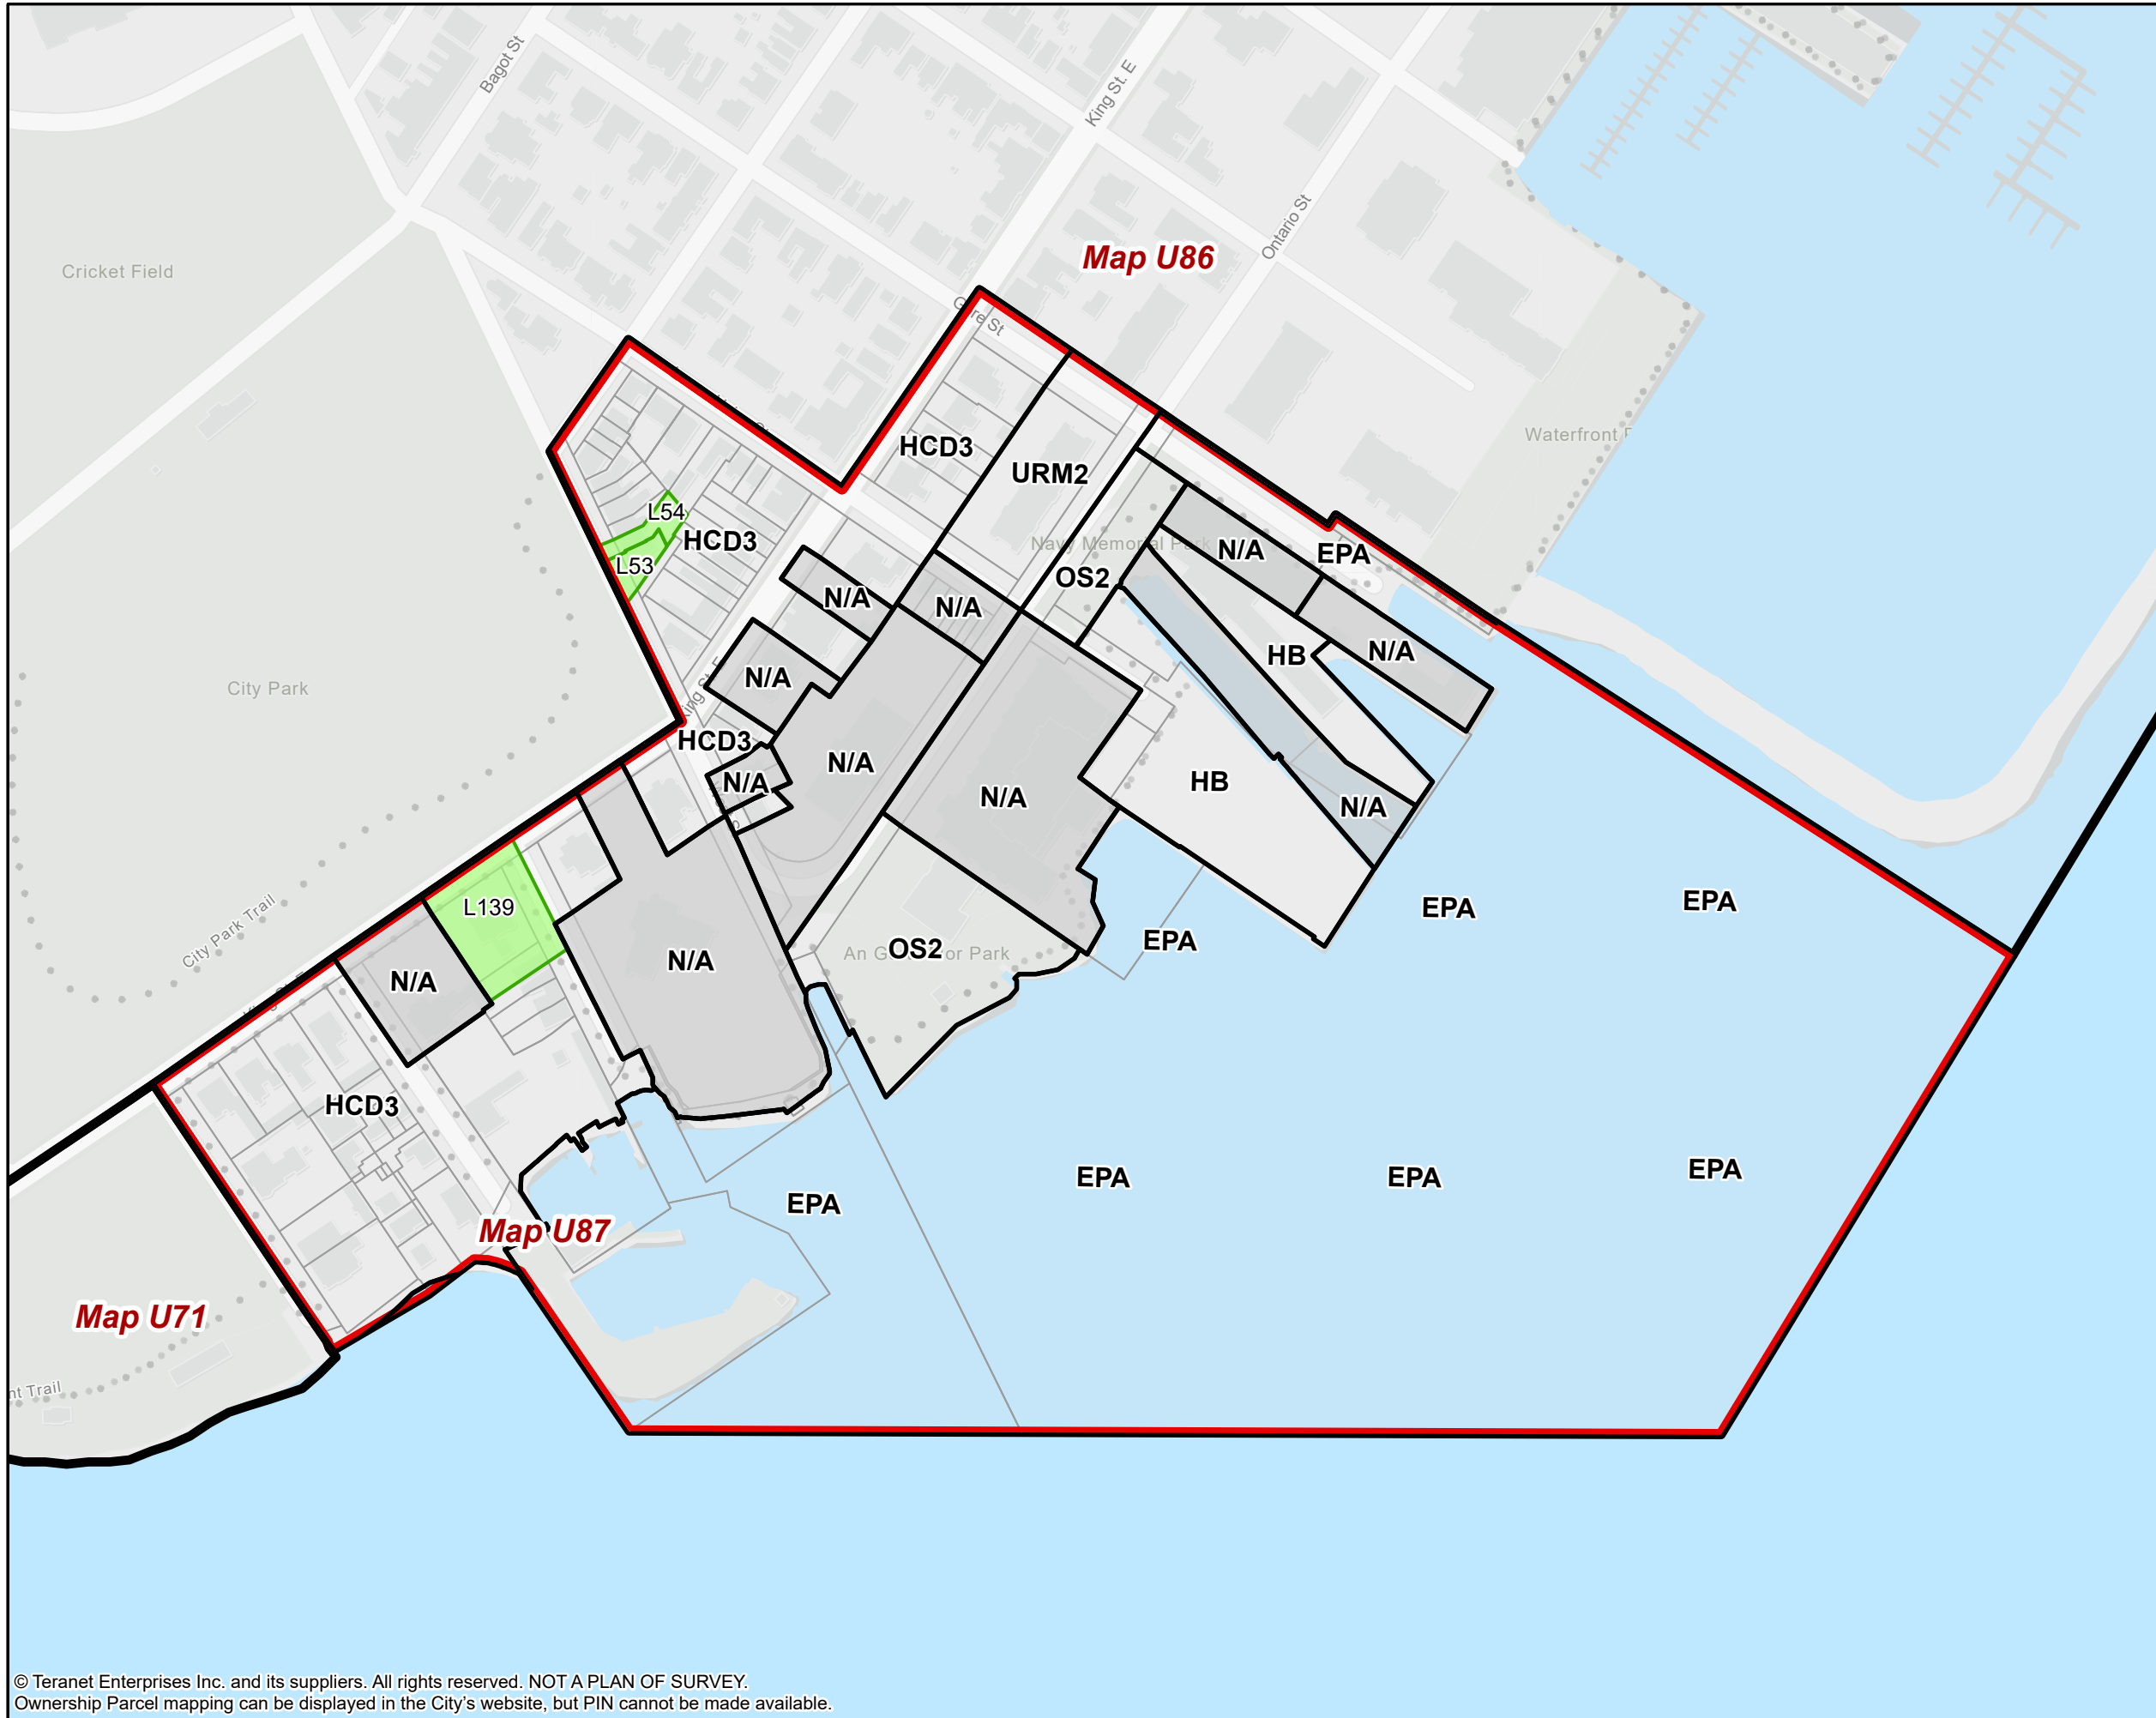 Bagot St
King St. E
Map U86
Ontario St
Cricket Field
HCD3
Waterfront
URM2
L54
HCD3
Navy Memorial Park
N/A
EPA
L53
OS2
N/A
N/A
HB
N/A
N/A
City Park
HCD3
N/A
N/A
HB
N/A
N/A
EPA
EPA
L139
City Park Trail
EPA
OS2
N/A
N/A
HCD3
EPA
EPA
EPA
EPA
Map U87
Map U71
Trail
© Teranet Enterprises Inc. and its suppliers. All rights reserved. NOT A PLAN OF SURVEY.
Ownership Parcel mapping can be displayed in the City's website, but PIN cannot be made available.